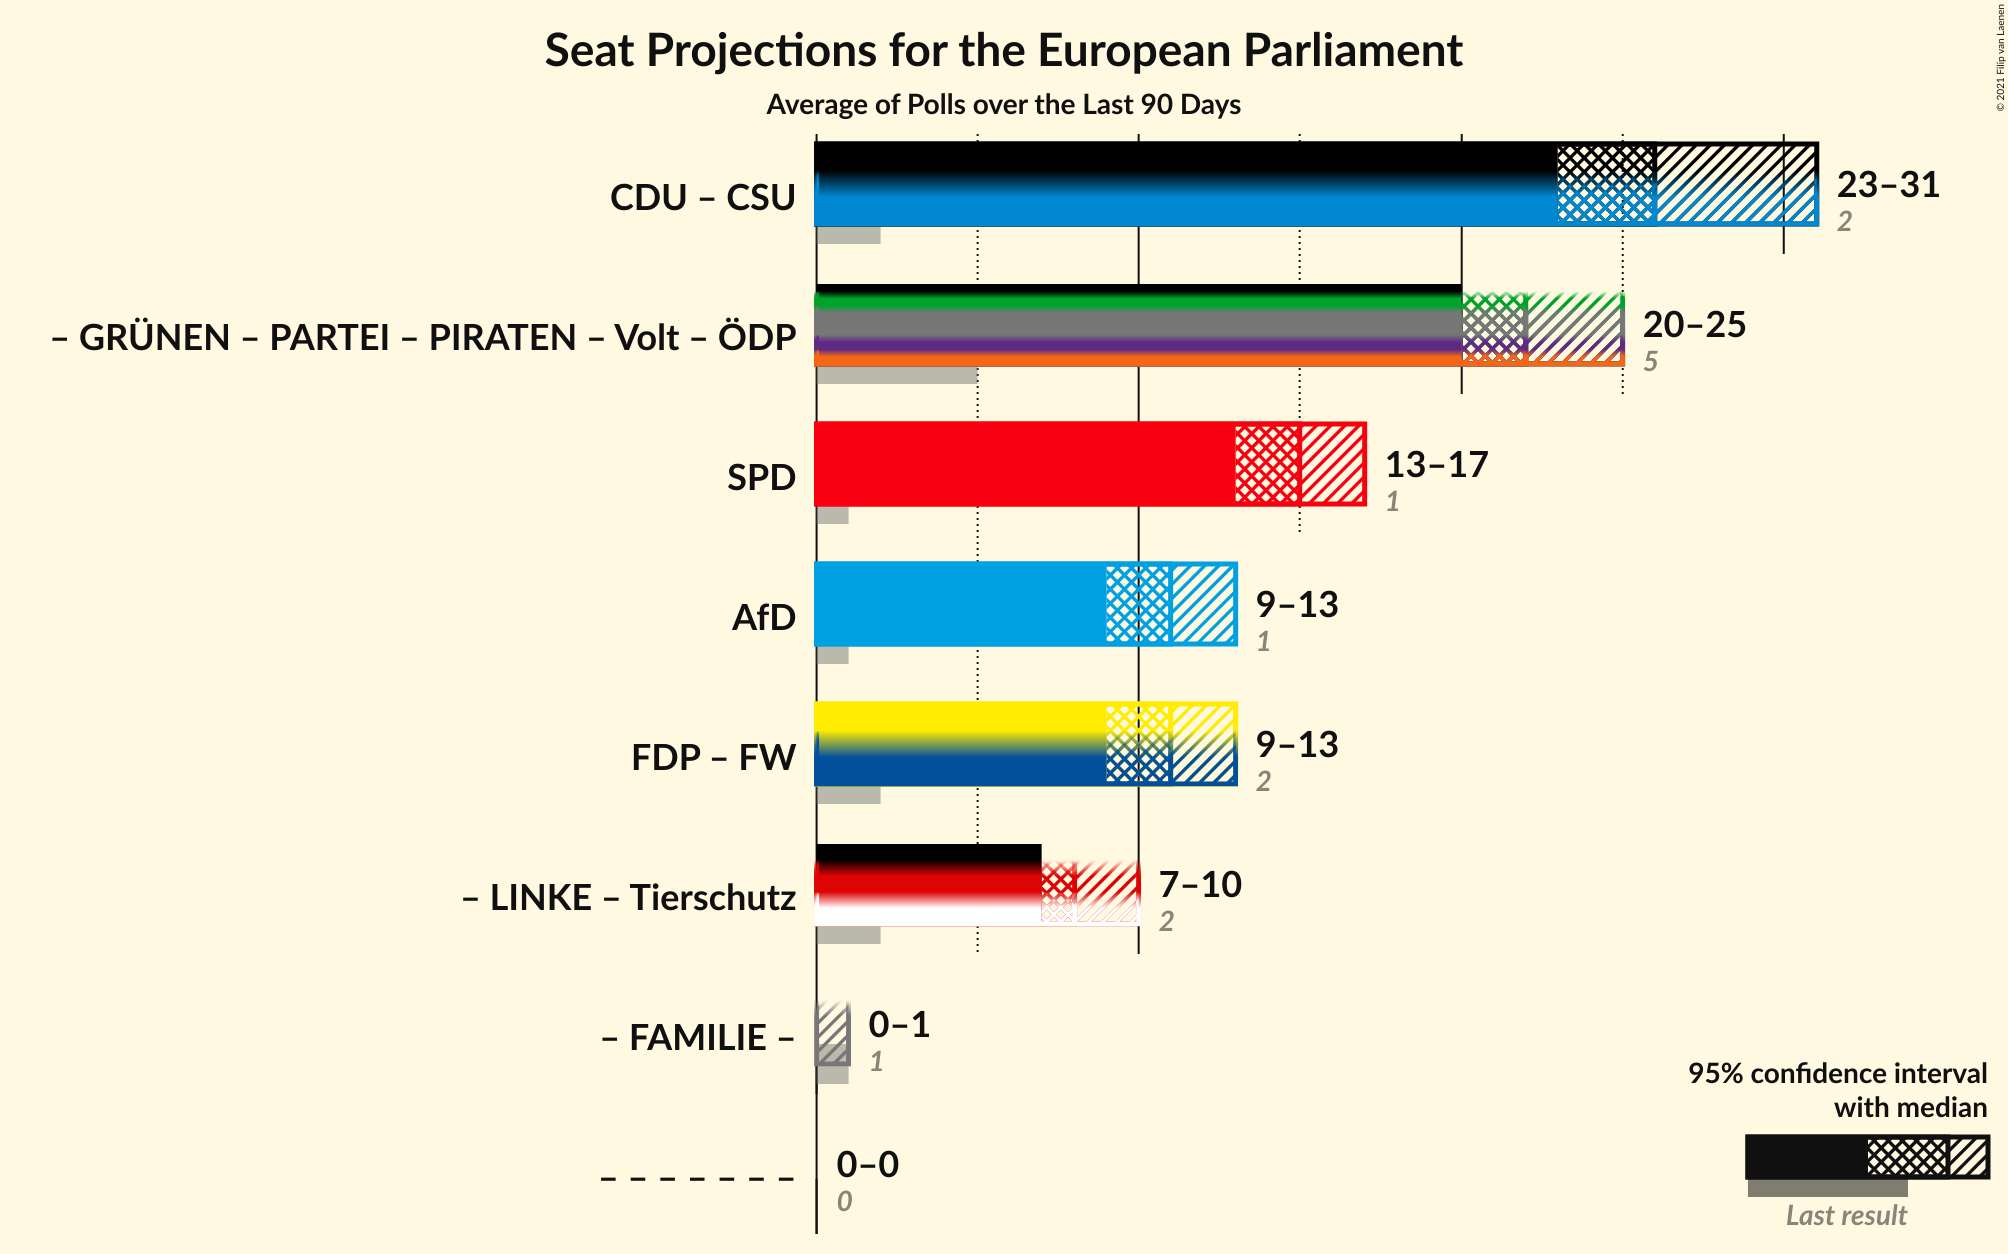 Seat Projections for the European Parliament
Average of Polls over the Last 90 Days
© 2021 Filip van Laenen
CDU – CSU
23–31
2
– GRÜNEN – PARTEI – PIRATEN – Volt – ÖDP
20–25
5
SPD
13–17
1
AfD
9–13
1
FDP – FW
9–13
2
– LINKE – Tierschutz
7–10
2
– FAMILIE –
0–1
1
– – – – – – –
0–0
0
95% confidence interval
with median
Last result